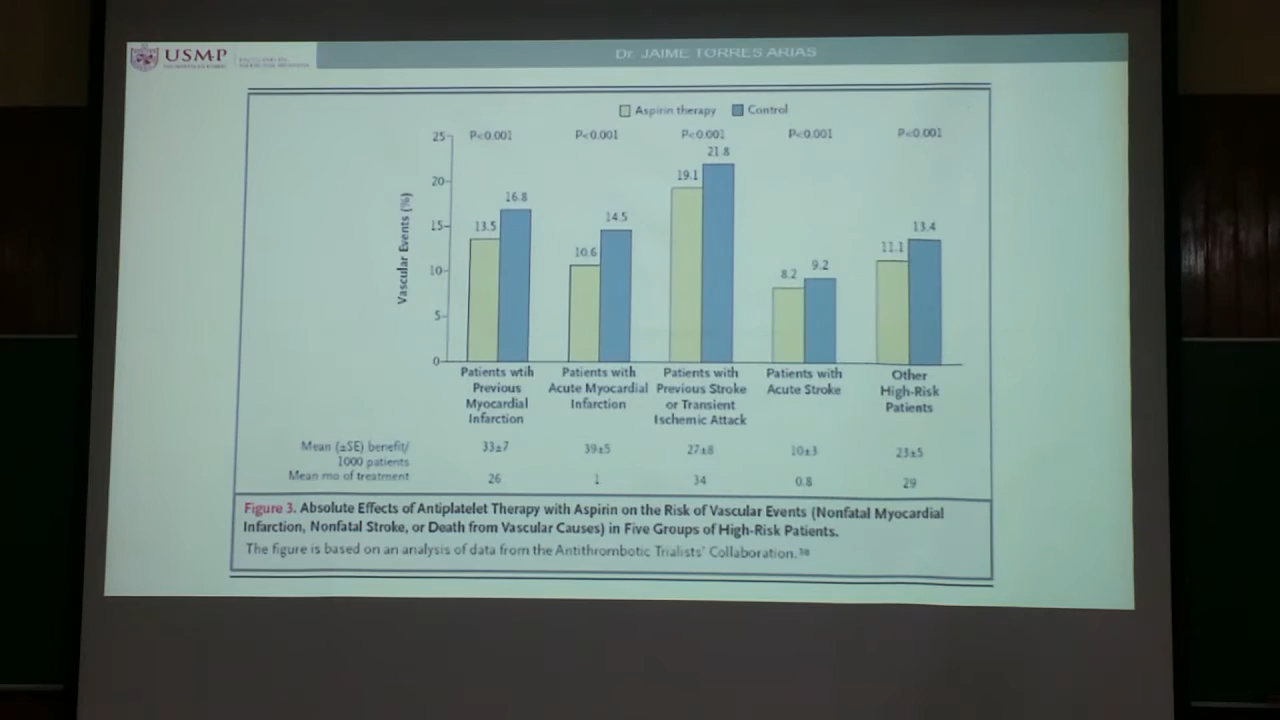 USMP
Dr. JAIME TORRES ARIAS
Aspirin therapy
Control
P<0.001
P<0.001
P<0.001
P<0.001
P<0.001
25
20
15
10
5
0
Vascular Events (%)
13.5
16.8
10.6
14.5
19.1
21.8
8.2
9.2
11.1
13.4
Patients wtih
Previous
Myocardial
Infarction
Patients with
Acute Myocardial
Infarction
Patients with
Previous Stroke
or Transient
Ischemic Attack
Patients with
Acute Stroke
Other
High-Risk
Patients
Mean (±SE) benefit/
1000 patients
33±7
39±5
27±8
10±3
23±5
Mean mo of treatment
26
1
34
0.8
29
Figure 3. Absolute Effects of Antiplatelet Therapy with Aspirin on the Risk of Vascular Events (Nonfatal Myocardial
Infarction, Nonfatal Stroke, or Death from Vascular Causes) in Five Groups of High-Risk Patients.
The figure is based on an analysis of data from the Antithrombotic Trialists' Collaboration.³⁸